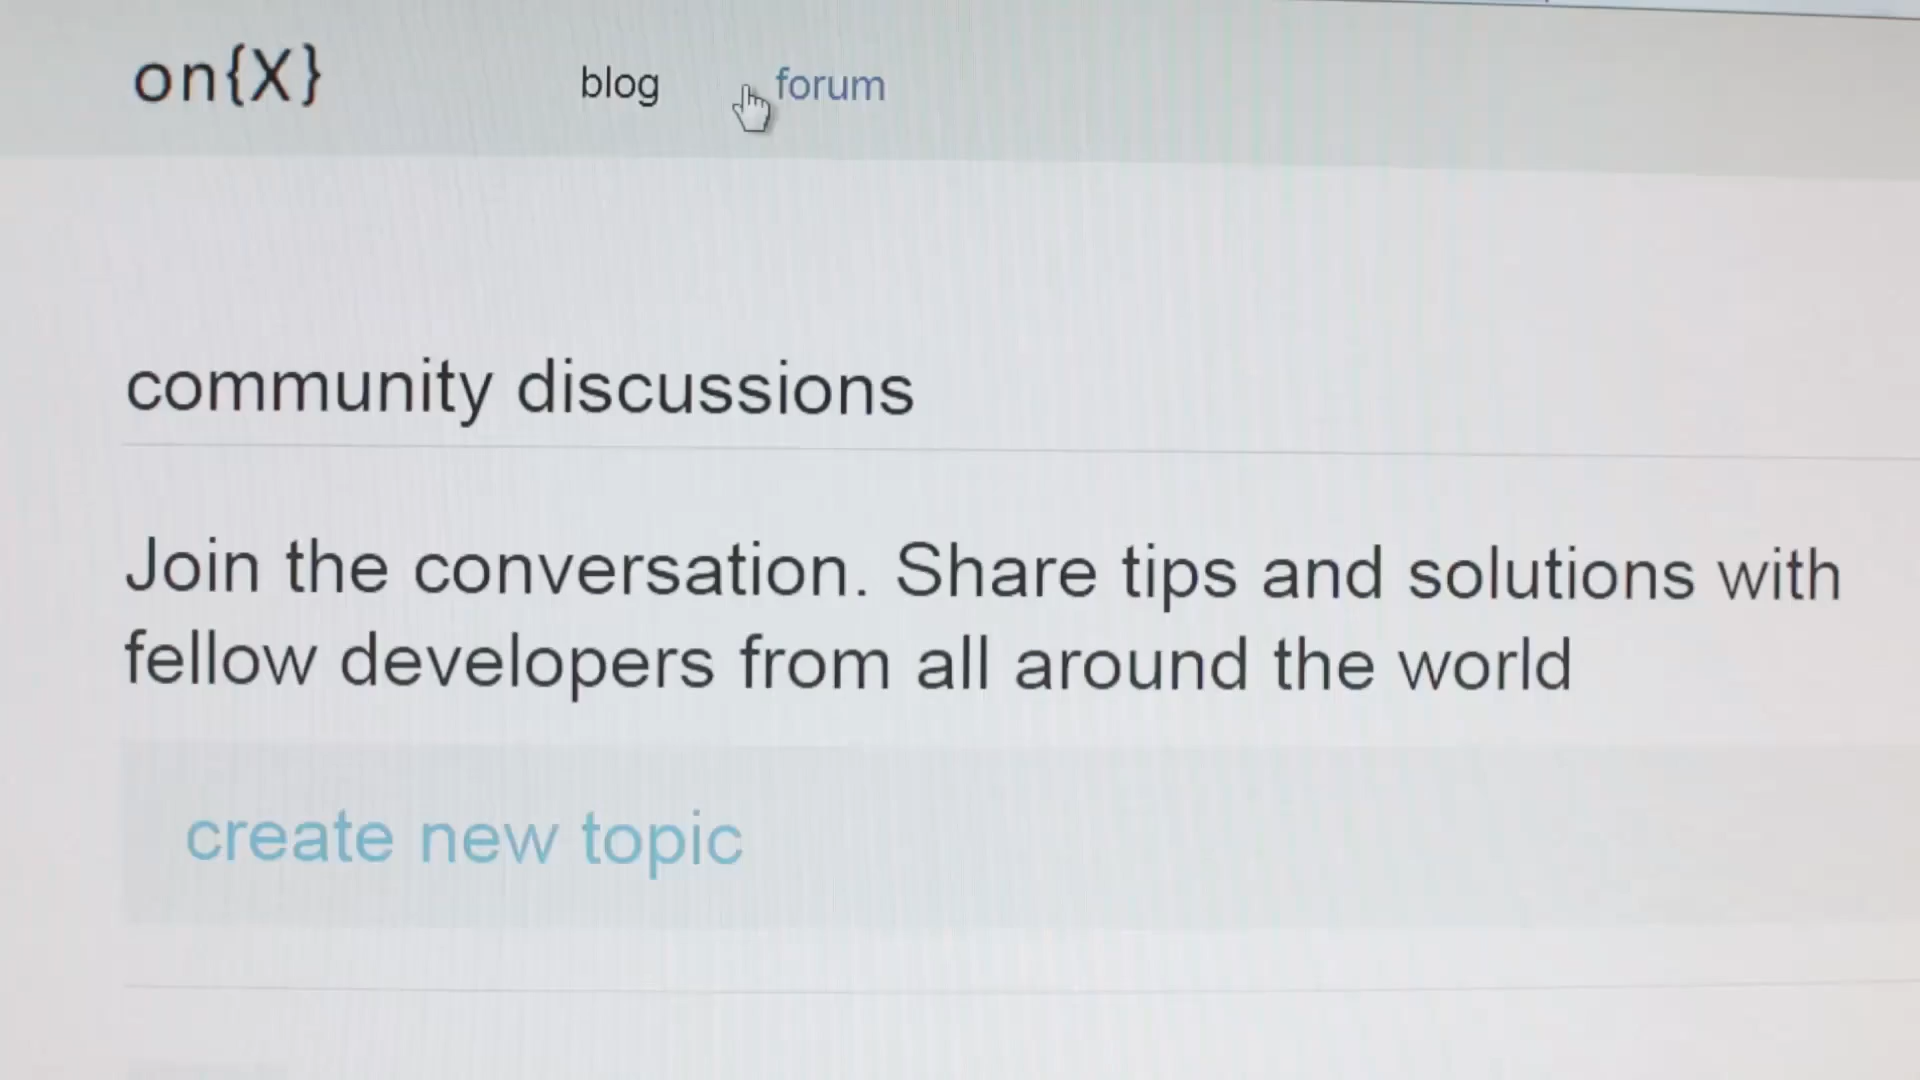 on{X}
blog
forum
community discussions
Join the conversation. Share tips and solutions with
fellow developers from all around the world
create new topic